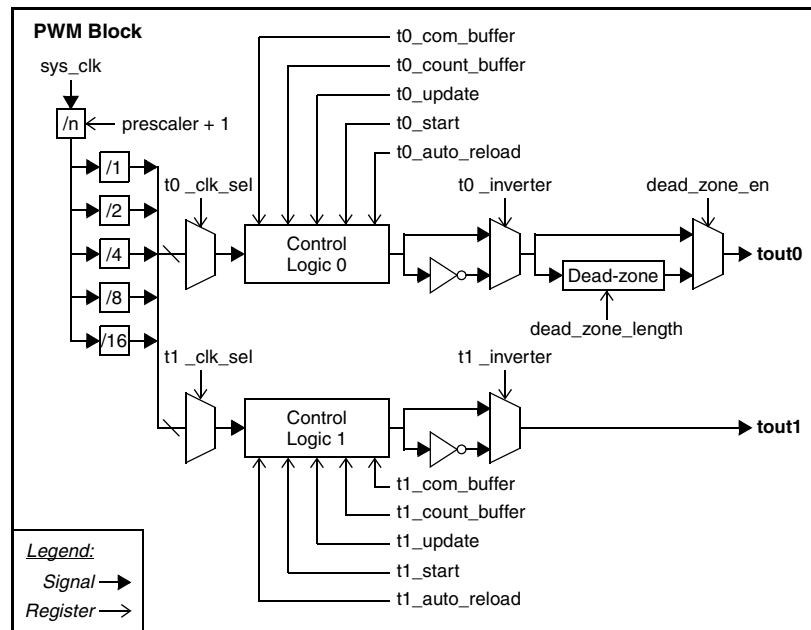 PWM Block
sys_clk
/n
prescaler + 1
/1
/2
/4
/8
/16
t0_com_buffer
t0_count_buffer
t0_update
t0_start
t0_auto_reload
t0 _clk_sel
Control
Logic 0
t0 _inverter
dead_zone_en
Dead-zone
dead_zone_length
tout0
t1 _clk_sel
Control
Logic 1
t1 _inverter
tout1
t1_com_buffer
t1_count_buffer
t1_update
t1_start
t1_auto_reload
Legend:
Signal
Register